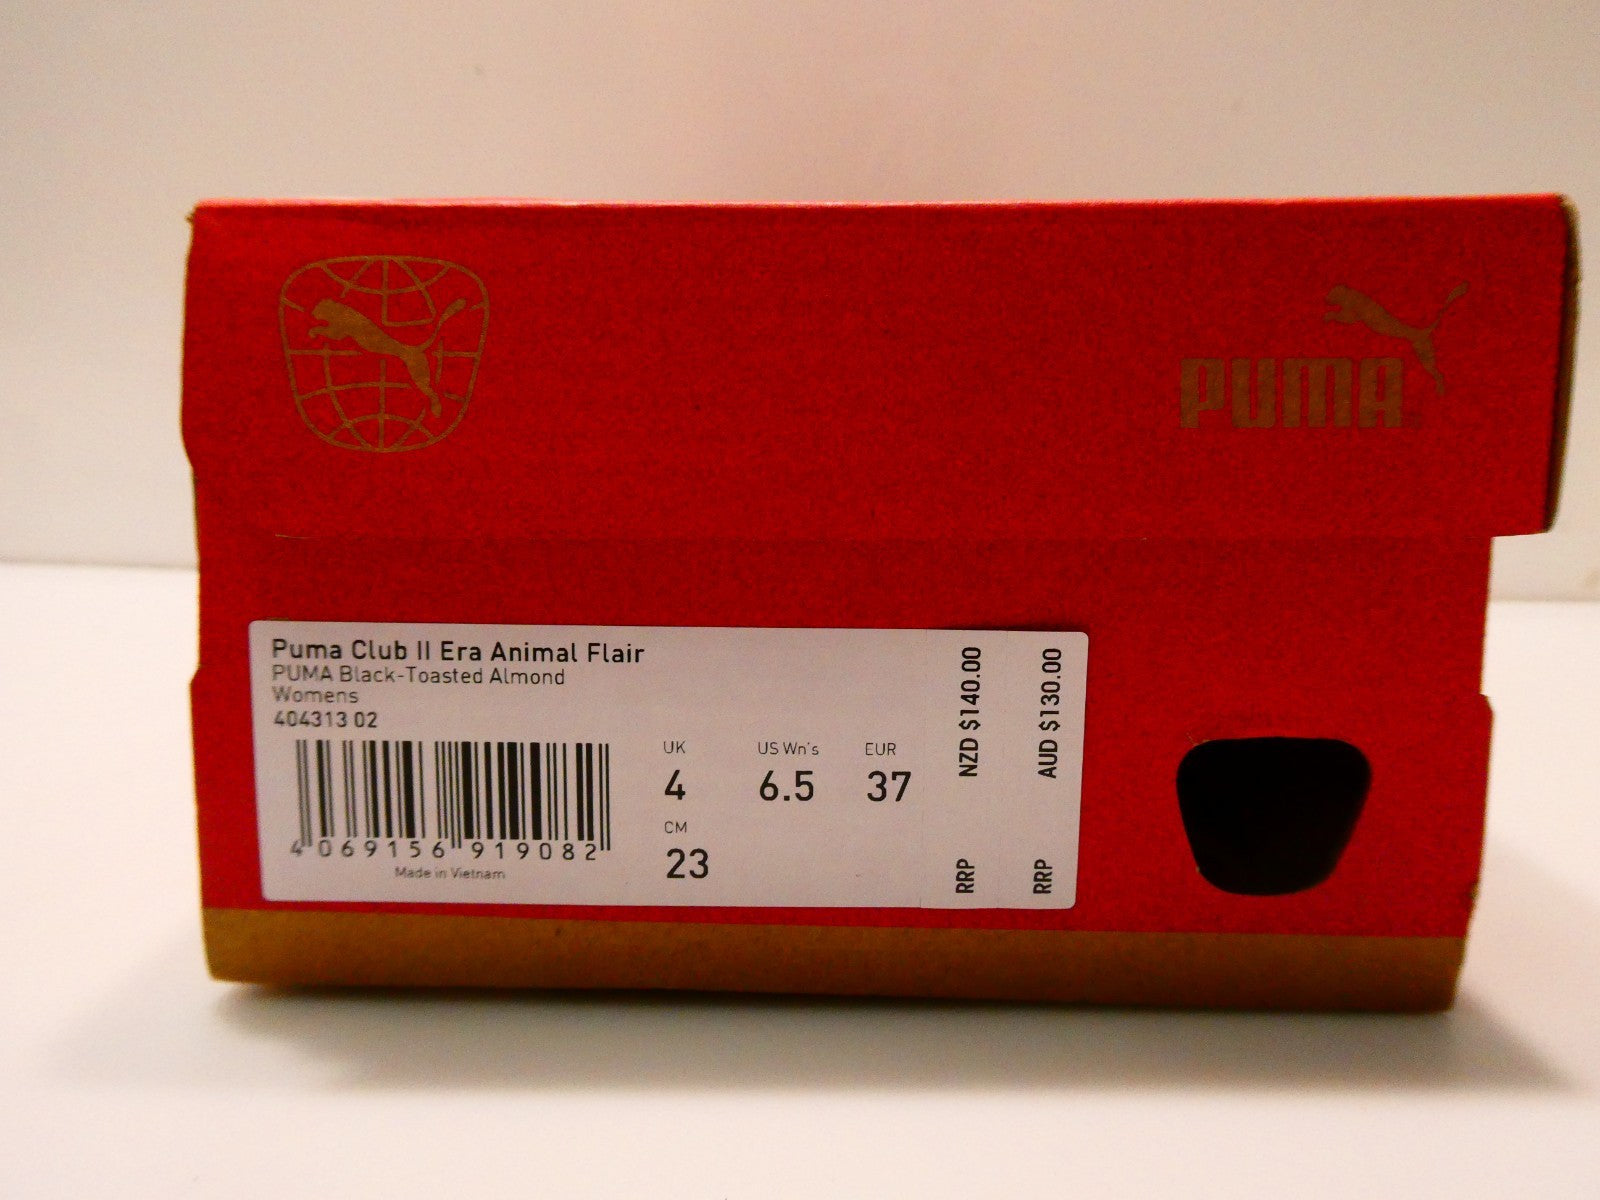 PUMA
Puma Club II Era Animal Flair
PUMA Black-Toasted Almond
Womens
404313 02
4 069156 919082
Made in Vietnam
UK
4
US Wn's
6.5
EUR
37
CM
23
RRP NZD $140.00
RRP AUD $130.00